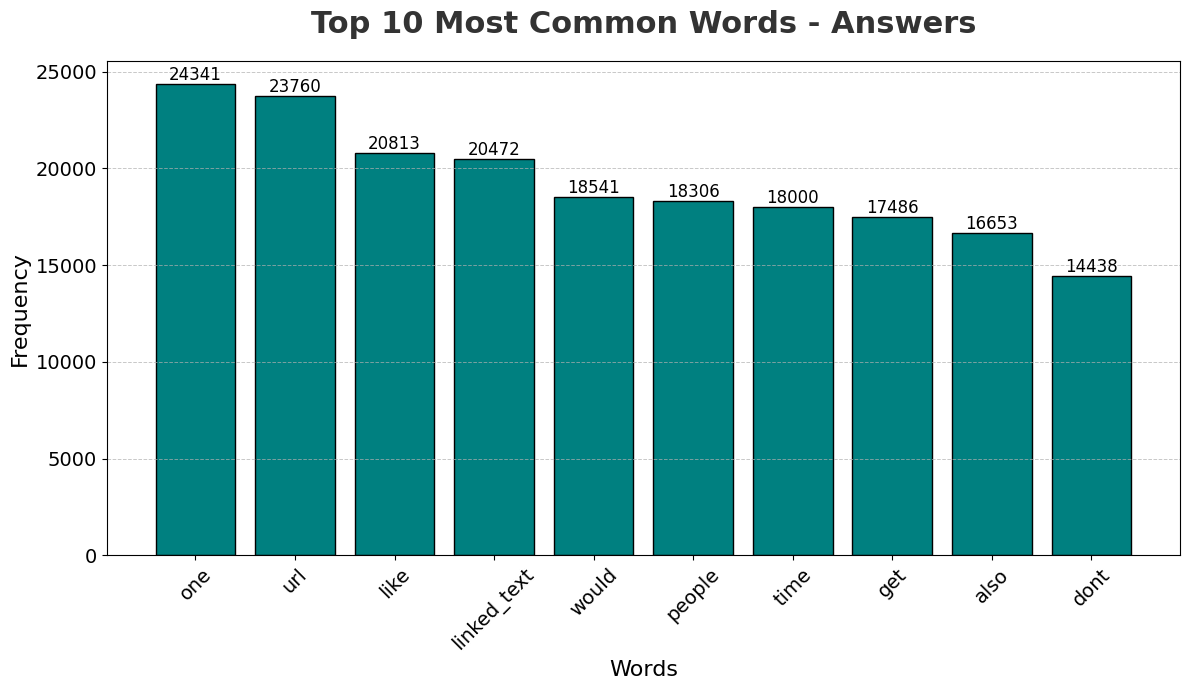 Top 10 Most Common Words - Answers
25000
20000
15000
10000
5000
0
Frequency
24341
23760
20813
20472
18541
18306
18000
17486
16653
14438
one
url
like
linked_text
would
people
time
get
also
dont
Words